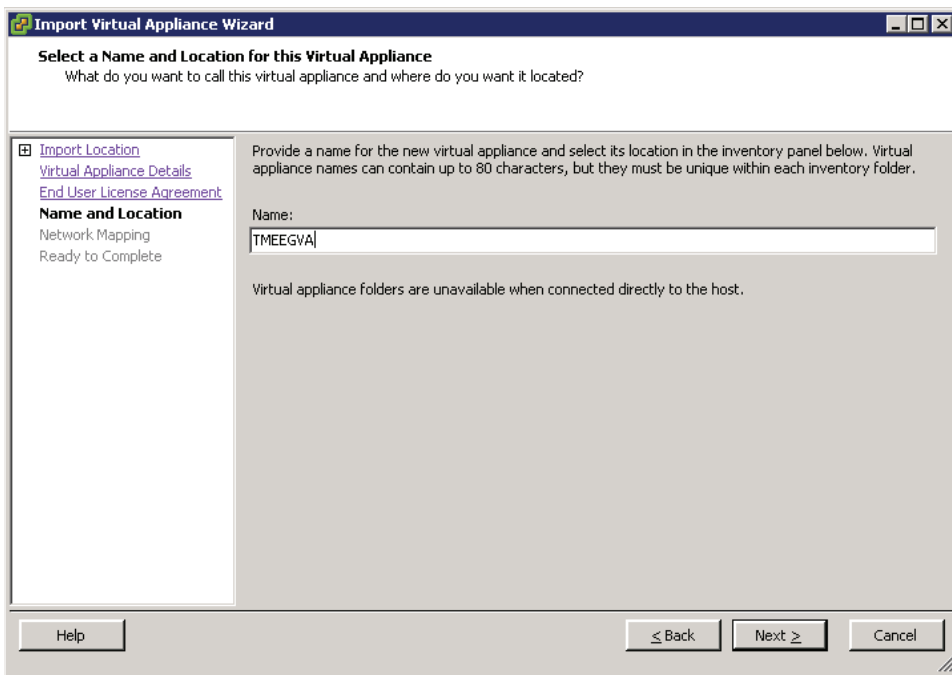 Import Virtual Appliance Wizard
Select a Name and Location for this Virtual Appliance
What do you want to call this virtual appliance and where do you want it located?
Import Location
Virtual Appliance Details
End User License Agreement
Name and Location
Network Mapping
Ready to Complete
Provide a name for the new virtual appliance and select its location in the inventory panel below. Virtual
appliance names can contain up to 80 characters, but they must be unique within each inventory folder.
Name:
TMEEGVA
Virtual appliance folders are unavailable when connected directly to the host.
Help
< Back
Next >
Cancel